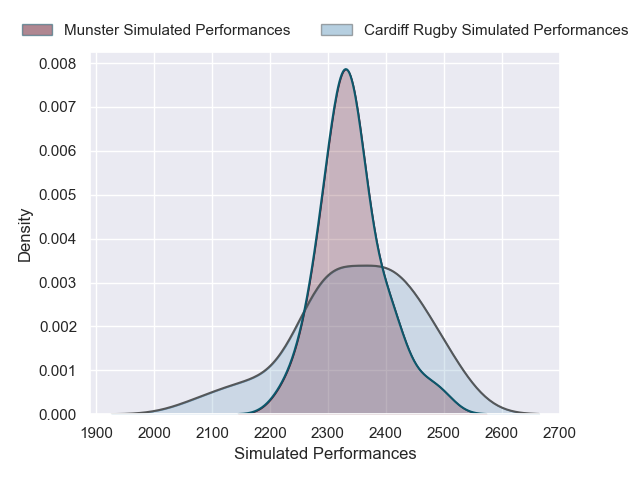 Munster Simulated Performances   Cardiff Rugby Simulated Performances
0.008
0.007
0.006
0.005
0.004
0.003
0.002
0.001
0.000
Density
1900 2000 2100 2200 2300 2400 2500 2600 2700
Simulated Performances